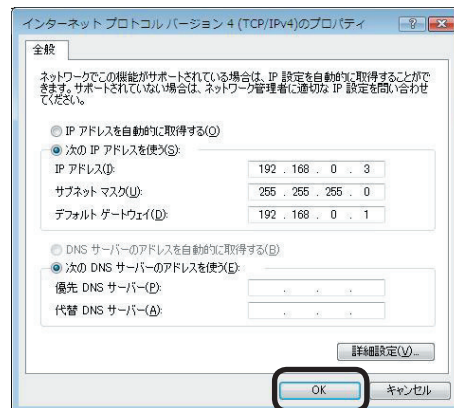 インターネット プロトコル バージョン 4 (TCP/IPv4)のプロパティ
全般
ネットワークでこの機能がサポートされている場合は、IP 設定を自動的に取得することがで
きます。サポートされていない場合は、ネットワーク管理者に適切な IP 設定を問い合わせ
てください。
IP アドレスを自動的に取得する(O)
次の IP アドレスを使う(S):
IP アドレス(I): 192 . 168 . 0 . 3
サブネット マスク(U): 255 . 255 . 255 . 0
デフォルト ゲートウェイ(D): 192 . 168 . 0 . 1
DNS サーバーのアドレスを自動的に取得する(B)
次の DNS サーバーのアドレスを使う(E):
優先 DNS サーバー(P): . . .
代替 DNS サーバー(A): . . .
詳細設定(V)...
OK キャンセル